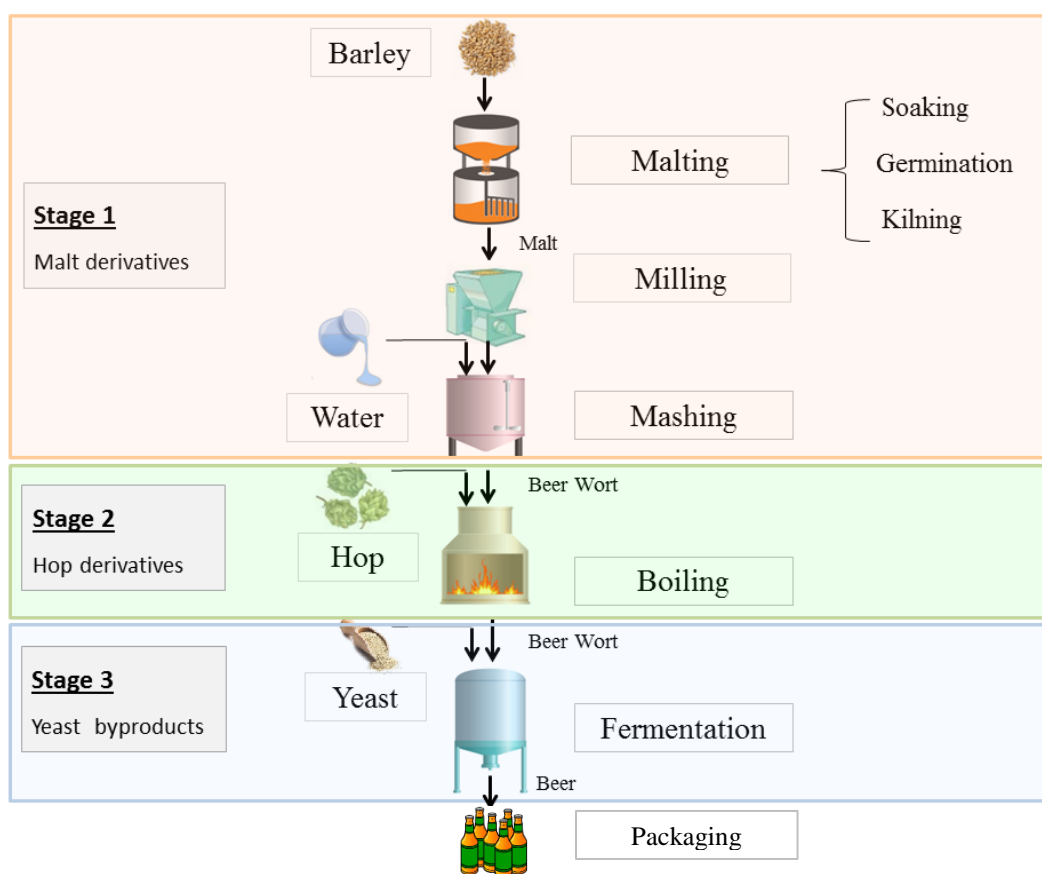 Barley
Soaking
Malting
Germination
Kilning
Stage 1
Malt derivatives
Malt
Milling
Water
Mashing
Beer Wort
Stage 2
Hop derivatives
Hop
Boiling
Beer Wort
Stage 3
Yeast byproducts
Yeast
Fermentation
Beer
Packaging